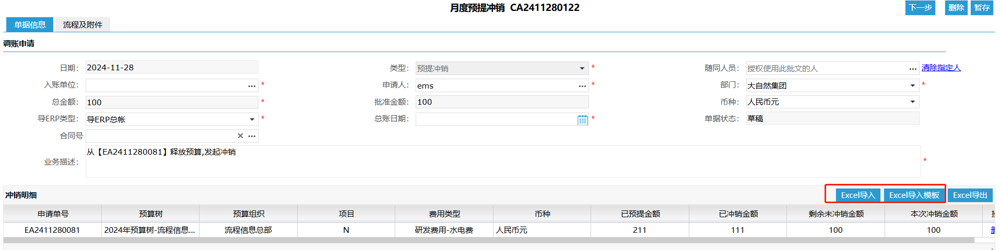 月度预提冲销 CA2411280122
下一步 删除 暂存
单据信息 流程及附件
调账申请
日期: 2024-11-28 类型: 预提冲销 * 随同人员: 授权使用此批文的人 ... 清除指定人
入账单位: ... * 申请人: ems ... * 部门: 大自然集团 *
总金额: 100 * 批准金额: 100 币种: 人民币元
导ERP类型: 导ERP总帐 * 总账日期: * 单据状态: 草稿
合同号 × ...
业务描述: 从【EA2411280081】释放预算,发起冲销 *
冲销明细 Excel导入 Excel导入模板 Excel导出
申请单号 预算树 预算组织 项目 费用类型 币种 已预提金额 已冲销金额 剩余未冲销金额 本次冲销金额
EA2411280081 2024年预算树-流程信息... 流程信息总部 N 研发费用-水电费 人民币元 211 111 100 100